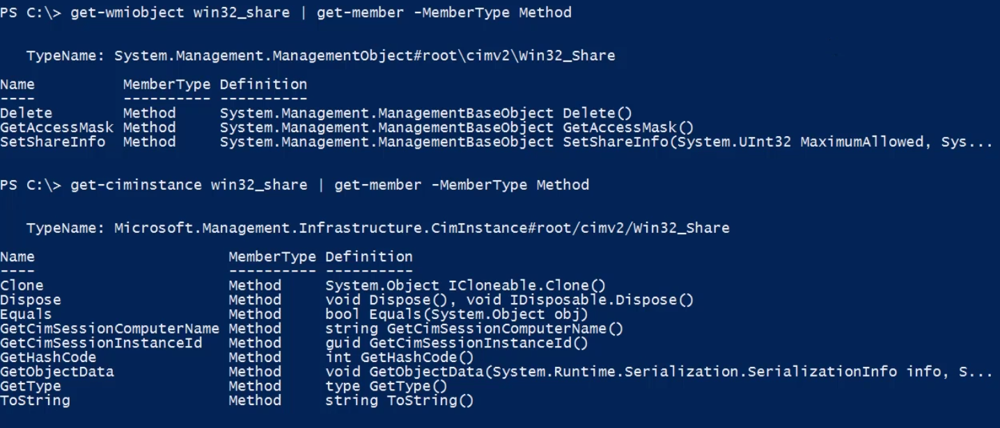 PS C:\> get-wmiobject win32_share | get-member -MemberType Method
TypeName: System.Management.ManagementObject#root\cimv2\Win32_Share
Name MemberType Definition
---- ---------- ----------
Delete Method System.Management.ManagementBaseObject Delete()
GetAccessMask Method System.Management.ManagementBaseObject GetAccessMask()
SetShareInfo Method System.Management.ManagementBaseObject SetShareInfo(System.UInt32 MaximumAllowed, Sys...
PS C:\> get-ciminstance win32_share | get-member -MemberType Method
TypeName: Microsoft.Management.Infrastructure.CimInstance#root/cimv2/Win32_Share
Name MemberType Definition
---- ---------- ----------
Clone Method System.Object ICloneable.Clone()
Dispose Method void Dispose(), void IDisposable.Dispose()
Equals Method bool Equals(System.Object obj)
GetCimSessionComputerName Method string GetCimSessionComputerName()
GetCimSessionInstanceId Method guid GetCimSessionInstanceId()
GetHashCode Method int GetHashCode()
GetObjectData Method void GetObjectData(System.Runtime.Serialization.SerializationInfo info, S...
GetType Method type GetType()
ToString Method string ToString()